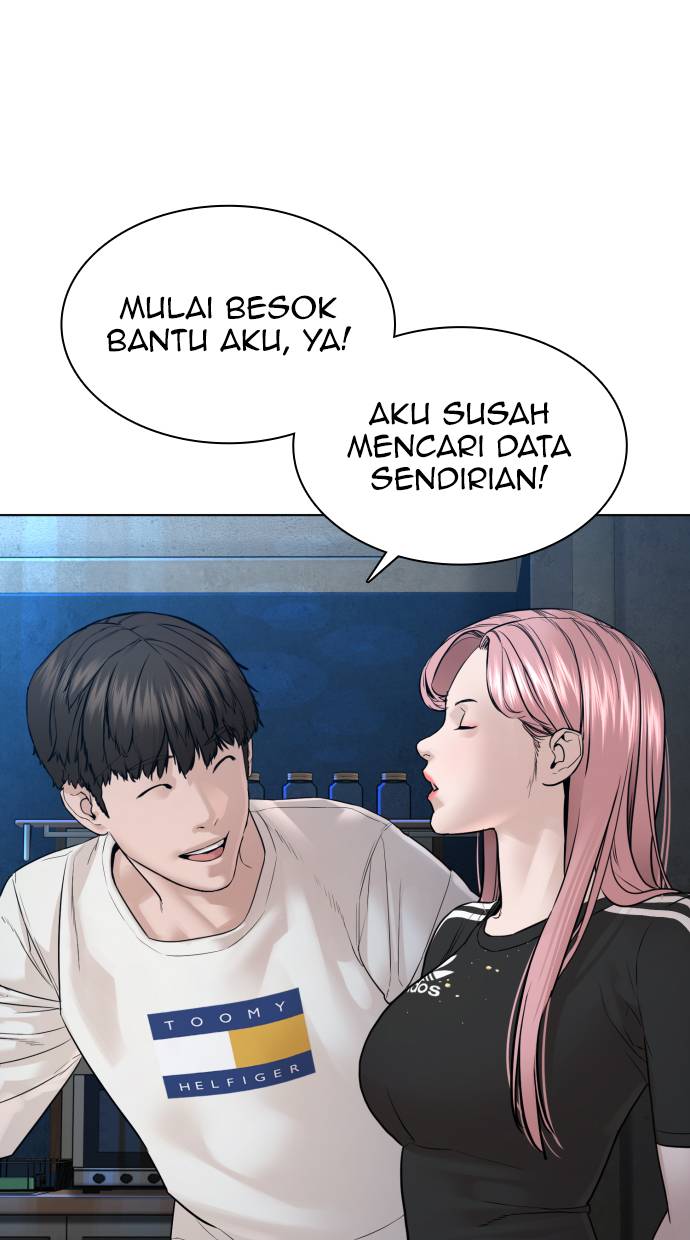 MULAI BESOK
BANTU AKU, YA!
AKU SUSAH
MENCARI DATA
SENDIRIAN!
TOOMY
HELFIGER